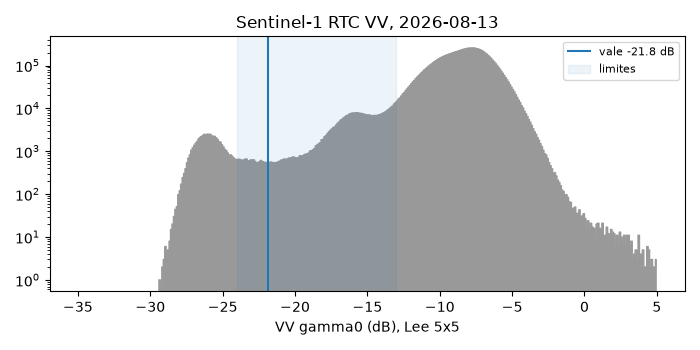 Sentinel-1 RTC VV, 2026-08-13
vale -21.8 dB
limites
10⁵
10⁴
10³
10²
10¹
10⁰
−35 −30 −25 −20 −15 −10 −5 0 5
VV gamma0 (dB), Lee 5x5